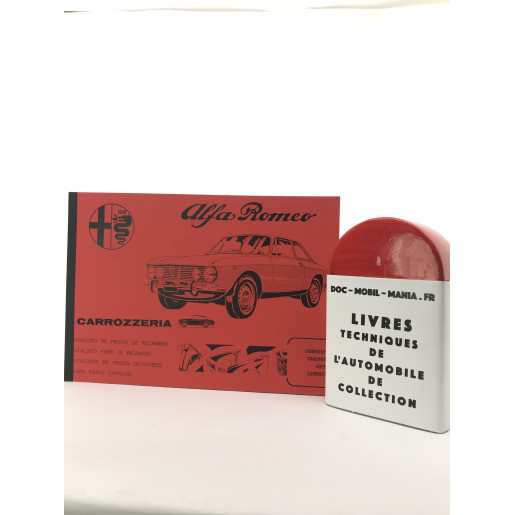 Alfa Romeo
CARROZZERIA
CATALOGO DE PIEZAS DE RECAMBIO
CATALOGO PARTI DI RICAMBIO
CATALOGUE DE PIECES DETACHEES
SPARE PARTS CATALOG
DOC-MOBIL-MANIA.FR
LIVRES
TECHNIQUES
DE
L'AUTOMOBILE
DE
COLLECTION